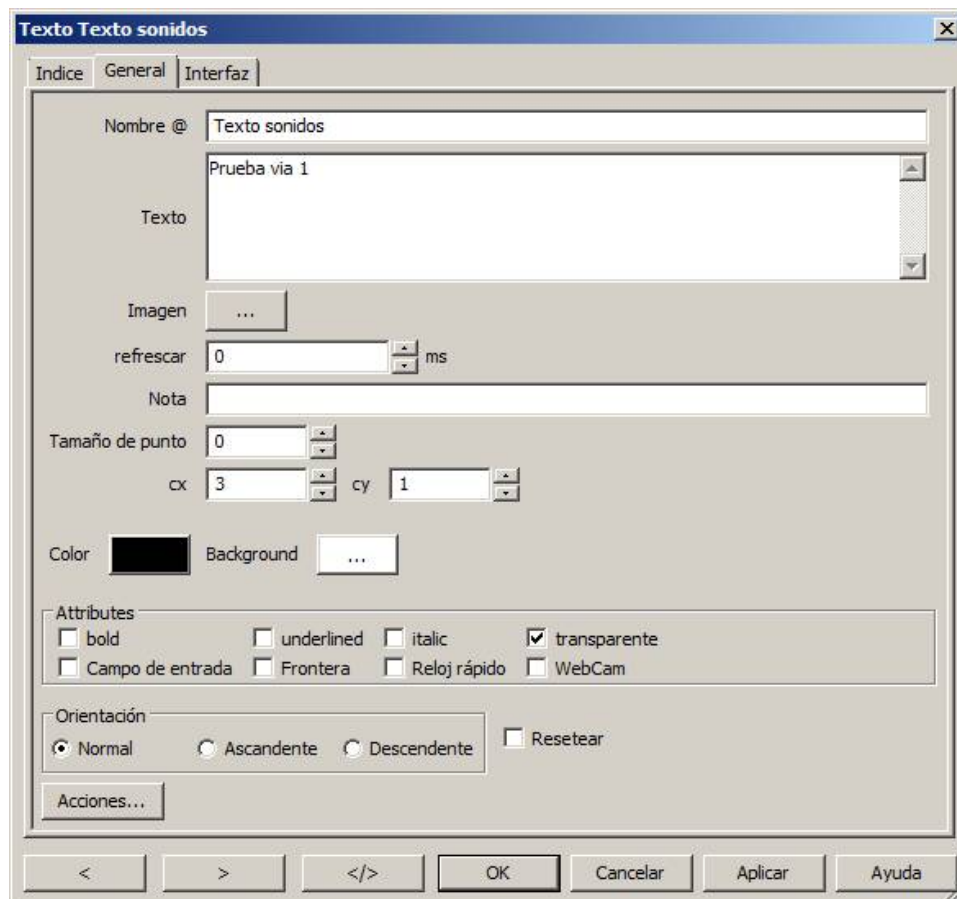 Texto Texto sonidos
Indice General Interfaz
Nombre @ Texto sonidos
Texto Prueba via 1
Imagen ...
refrescar 0 ms
Nota
Tamaño de punto 0
cx 3 cy 1
Color Background ...
Attributes
bold underlined italic transparente
Campo de entrada Frontera Reloj rápido WebCam
Orientación
Normal Ascandente Descendente Resetear
Acciones...
< > </> OK Cancelar Aplicar Ayuda